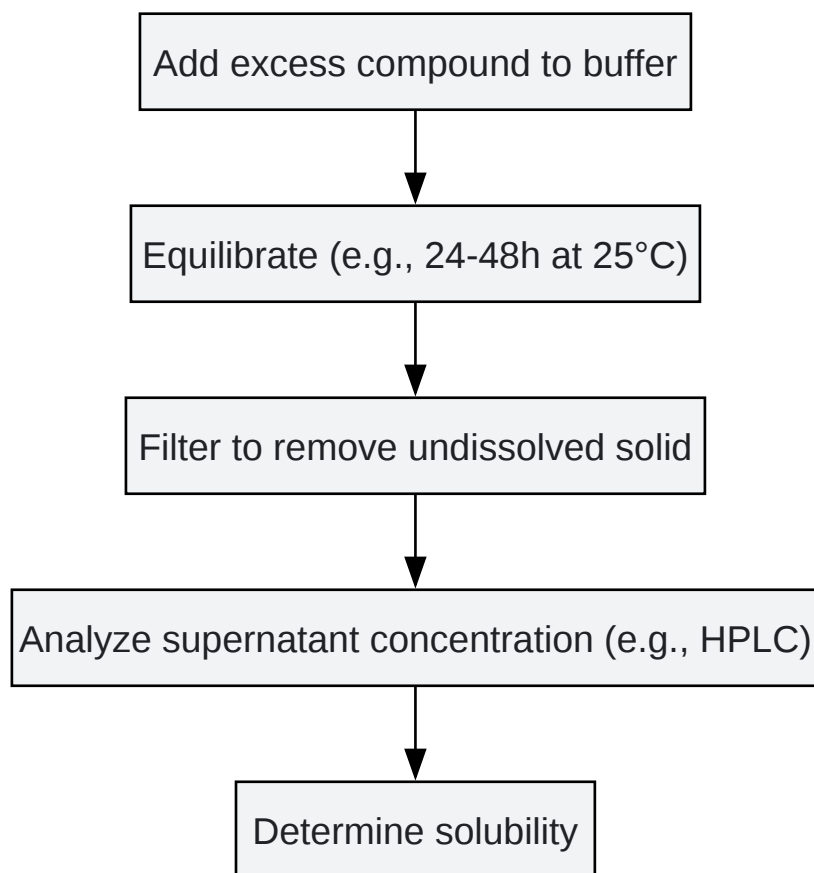 Add excess compound to buffer
Equilibrate (e.g., 24-48h at 25°C)
Filter to remove undissolved solid
Analyze supernatant concentration (e.g., HPLC)
Determine solubility